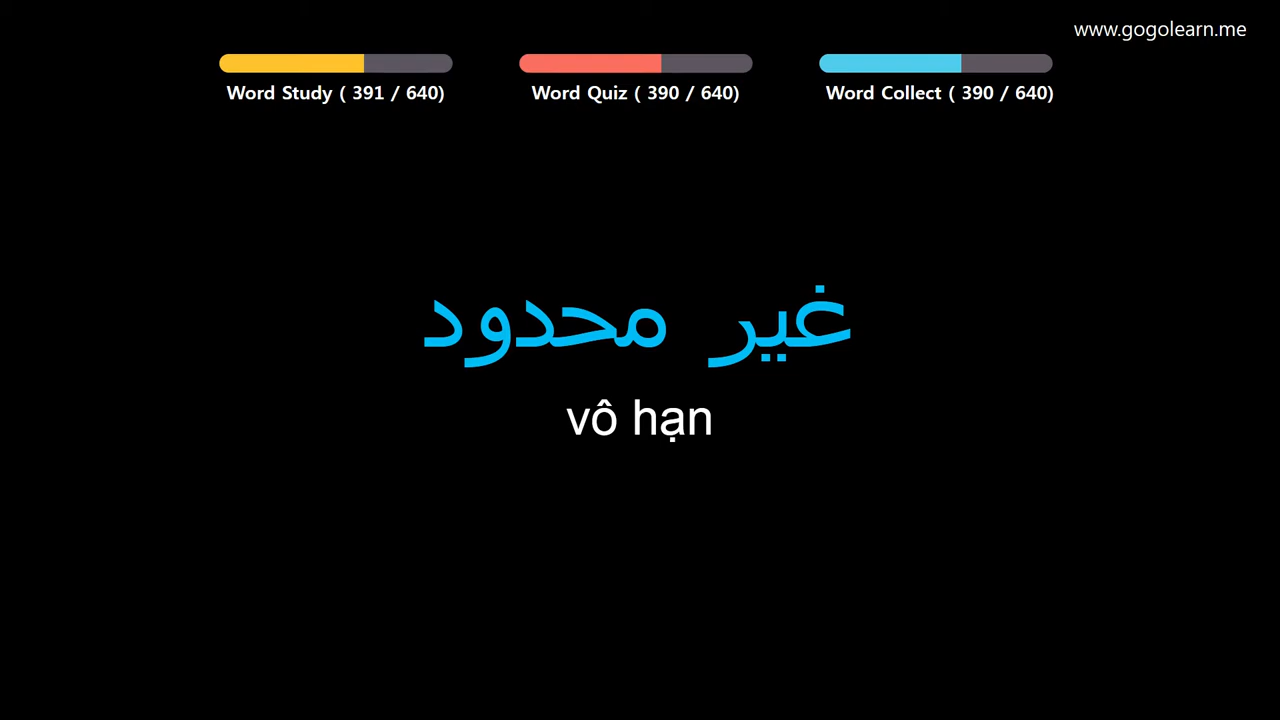 www.gogolearn.me
Word Study ( 391 / 640)
Word Quiz ( 390 / 640)
Word Collect ( 390 / 640)
غير محدود
vô hạn